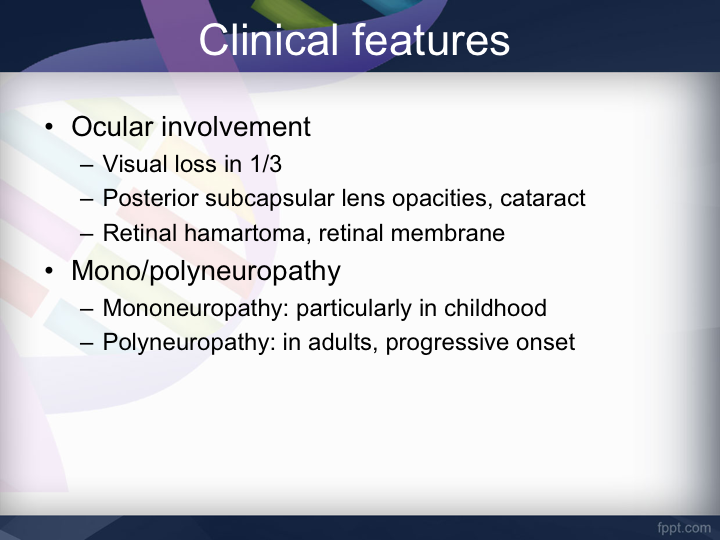 Clinical features
• Ocular involvement
– Visual loss in 1/3
– Posterior subcapsular lens opacities, cataract
– Retinal hamartoma, retinal membrane
• Mono/polyneuropathy
– Mononeuropathy: particularly in childhood
– Polyneuropathy: in adults, progressive onset
fppt.com